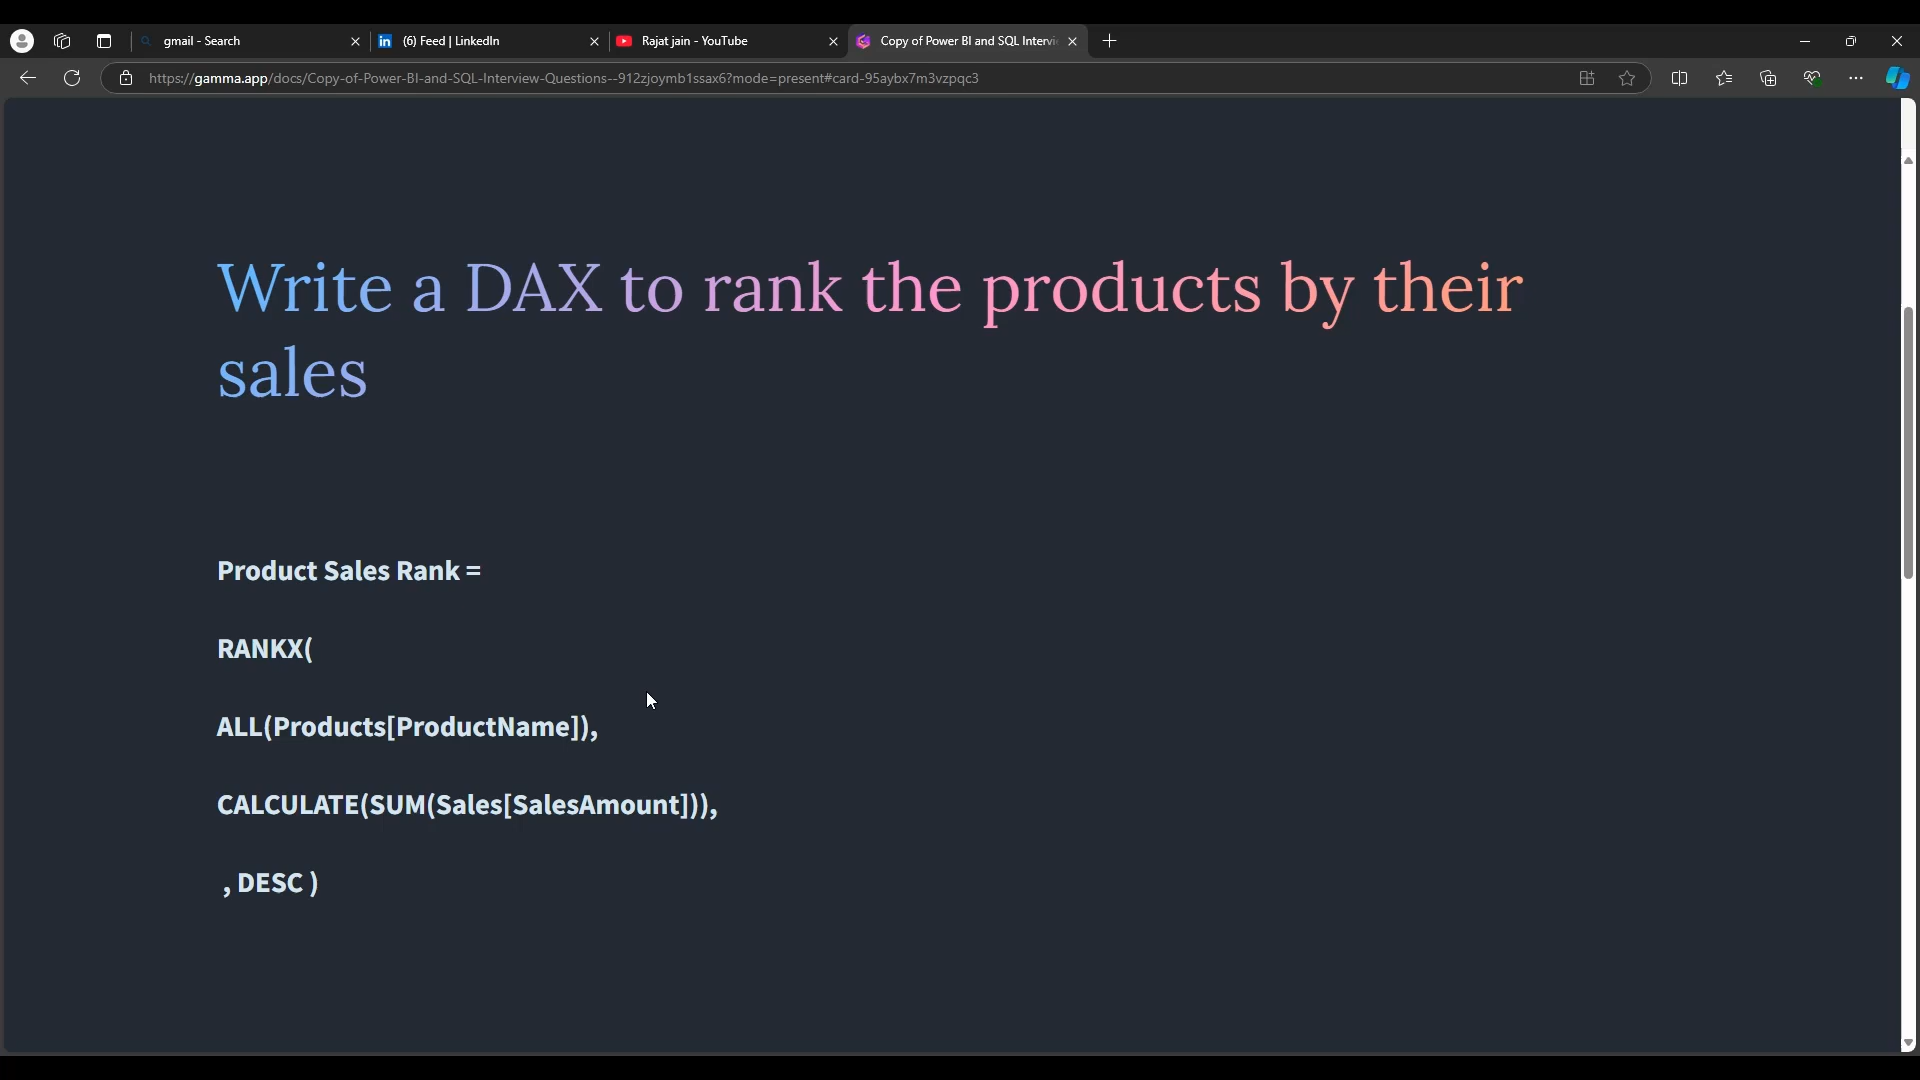 gmail - Search
(6) Feed | LinkedIn
Rajat jain - YouTube
Copy of Power BI and SQL Intervi
https://gamma.app/docs/Copy-of-Power-BI-and-SQL-Interview-Questions--912zjoymb1ssax6?mode=present#card-95aybx7m3vzpqc3
Write a DAX to rank the products by their
sales
Product Sales Rank =
RANKX(
ALL(Products[ProductName]),
CALCULATE(SUM(Sales[SalesAmount])),
, DESC )